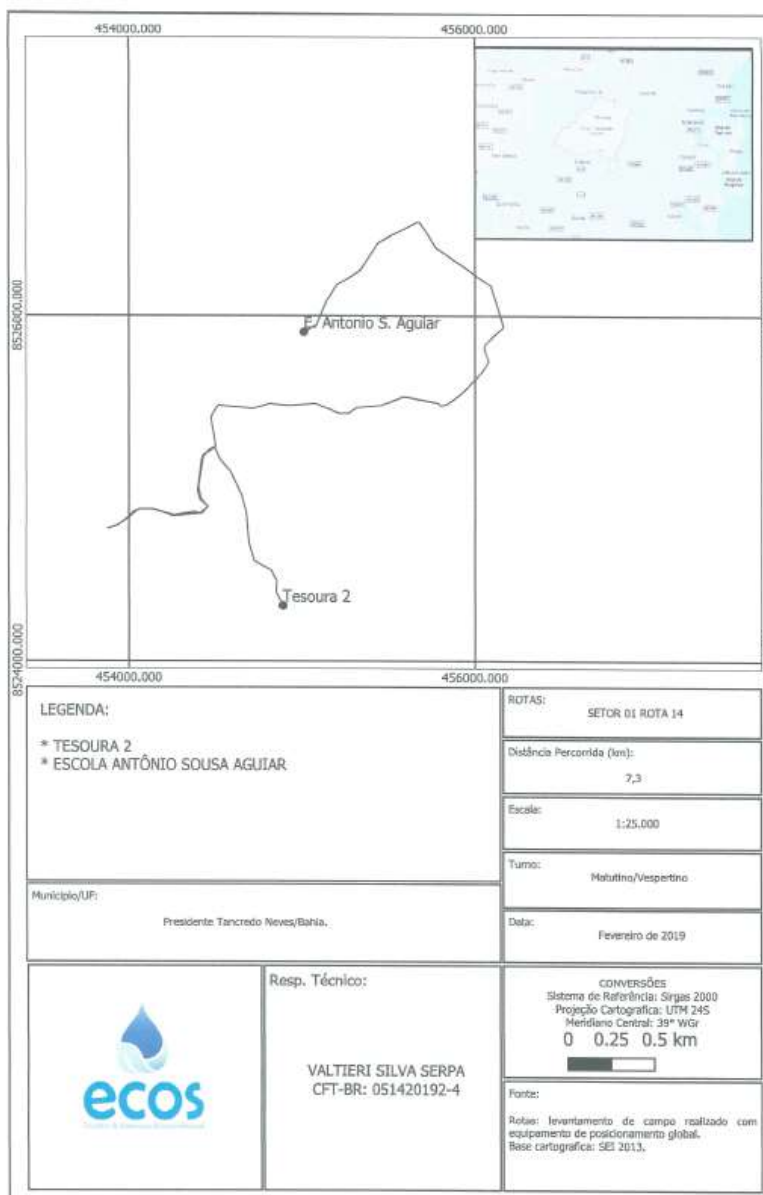 454000.000
456000.000
8526000.000
E. Antonio S. Aguiar
Tesoura 2
8524000.000
454000.000
456000.000
LEGENDA:
* TESOURA 2
* ESCOLA ANTÔNIO SOUSA AGUIAR
ROTAS:
SETOR 01 ROTA 14
Distância Percorrida (km):
7,3
Escala:
1:25.000
Turno:
Matutino/Vespertino
Município/UF:
Presidente Tancredo Neves/Bahia.
Data:
Fevereiro de 2019
ecos
Resp. Técnico:
VALTIERI SILVA SERPA
CFT-BR: 051420192-4
CONVERSÕES
Sistema de Referência: Sirgas 2000
Projeção Cartografica: UTM 24S
Meridiano Central: 39° WGr
0 0.25 0.5 km
Fonte:
Rotas: levantamento de campo realizado com
equipamento de posicionamento global.
Base cartografica: SEI 2013.